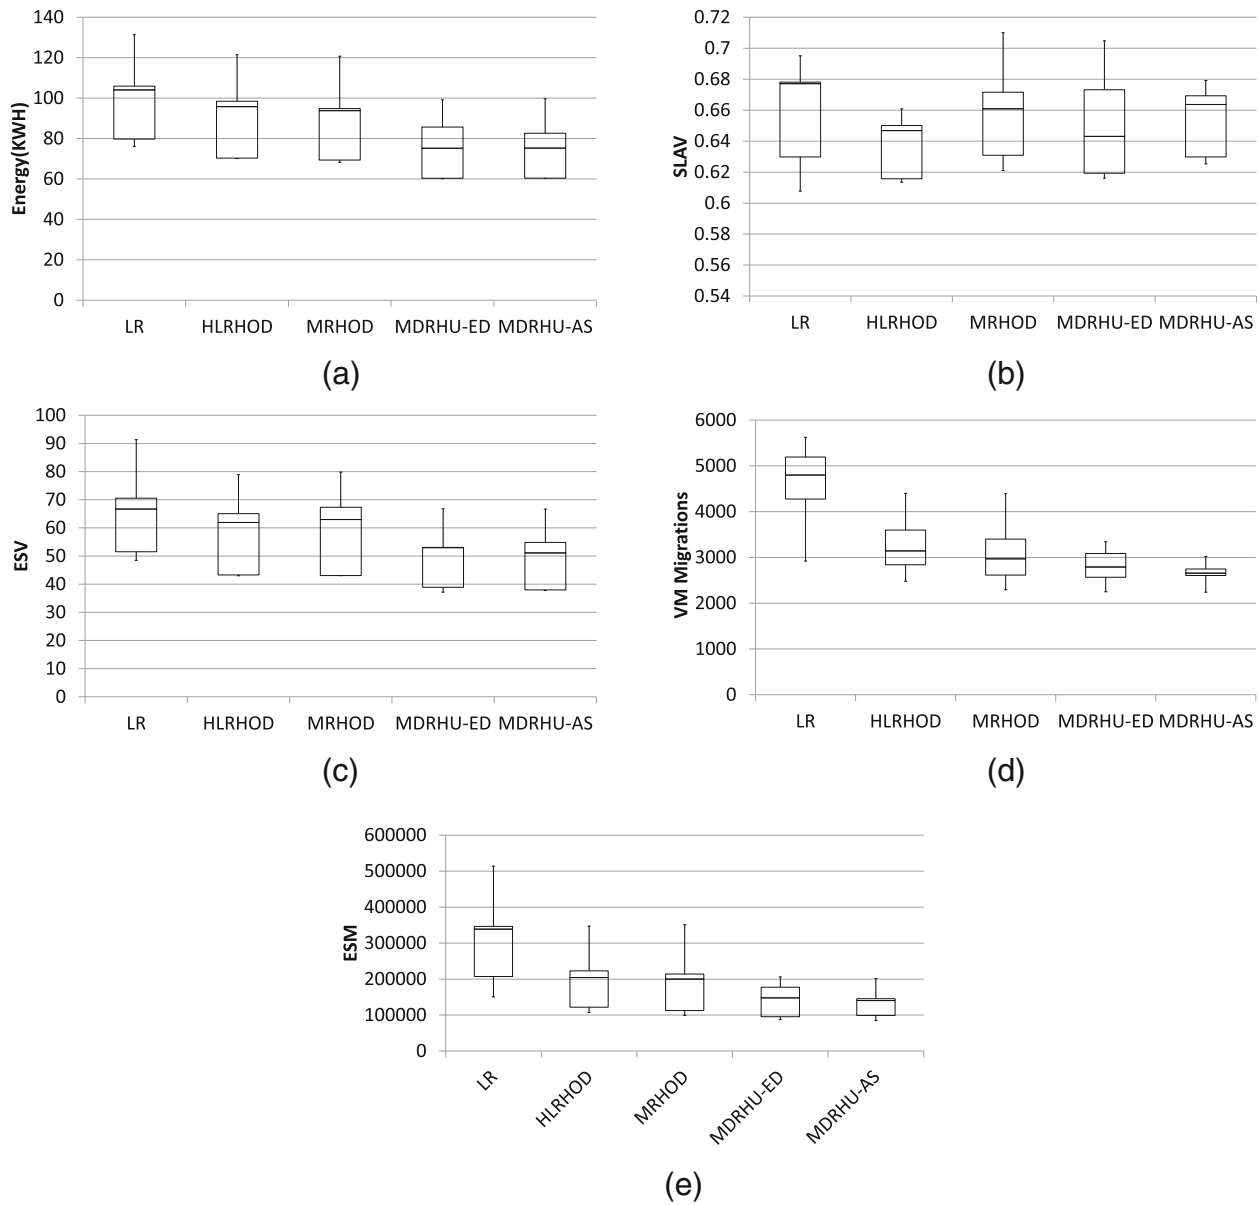 Energy(KWH)
140
120
100
80
60
40
20
0
LR HLRHOD MRHOD MDRHU-ED MDRHU-AS
(a)
SLAV
0.72
0.7
0.68
0.66
0.64
0.62
0.6
0.58
0.56
0.54
LR HLRHOD MRHOD MDRHU-ED MDRHU-AS
(b)
ESV
100
90
80
70
60
50
40
30
20
10
0
LR HLRHOD MRHOD MDRHU-ED MDRHU-AS
(c)
VM Migrations
6000
5000
4000
3000
2000
1000
0
LR HLRHOD MRHOD MDRHU-ED MDRHU-AS
(d)
ESM
600000
500000
400000
300000
200000
100000
0
LR HLRHOD MRHOD MDRHU-ED MDRHU-AS
(e)